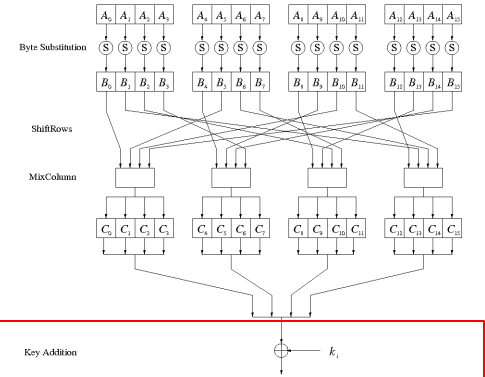 A₀ A₁ A₂ A₃ A₄ A₅ A₆ A₇ A₈ A₉ A₁₀ A₁₁ A₁₂ A₁₃ A₁₄ A₁₅
Byte Substitution S S S S S S S S S S S S S S S S
B₀ B₁ B₂ B₃ B₄ B₅ B₆ B₇ B₈ B₉ B₁₀ B₁₁ B₁₂ B₁₃ B₁₄ B₁₅
ShiftRows
MixColumn
C₀ C₁ C₂ C₃ C₄ C₅ C₆ C₇ C₈ C₉ C₁₀ C₁₁ C₁₂ C₁₃ C₁₄ C₁₅
Key Addition kᵢ